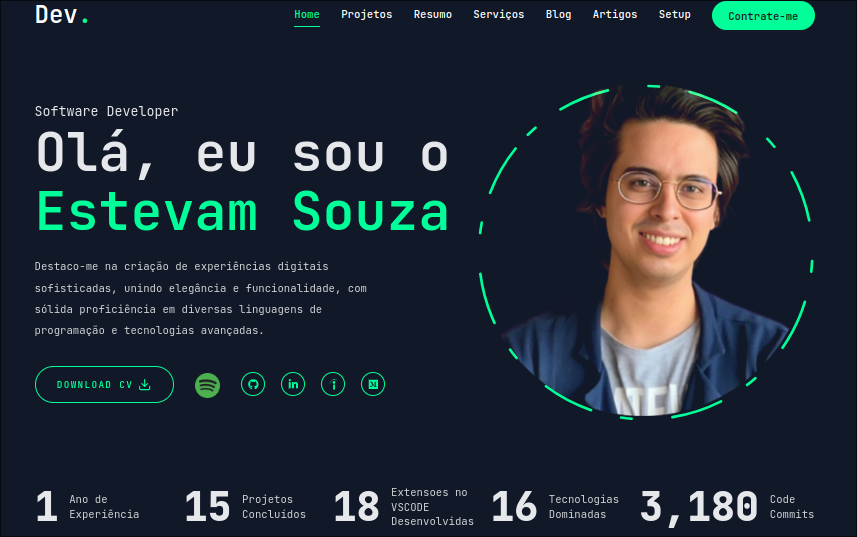 Dev.
Home Projetos Resumo Serviços Blog Artigos Setup Contrate-me
Software Developer
Olá, eu sou o
Estevam Souza
Destaco-me na criação de experiências digitais
sofisticadas, unindo elegância e funcionalidade, com
sólida proficiência em diversas linguagens de
programação e tecnologias avançadas.
DOWNLOAD CV
1 Ano de
Experiência
15 Projetos
Concluídos
18 Extensoes no
VSCODE
Desenvolvidas
16 Tecnologias
Dominadas
3,180 Code
Commits